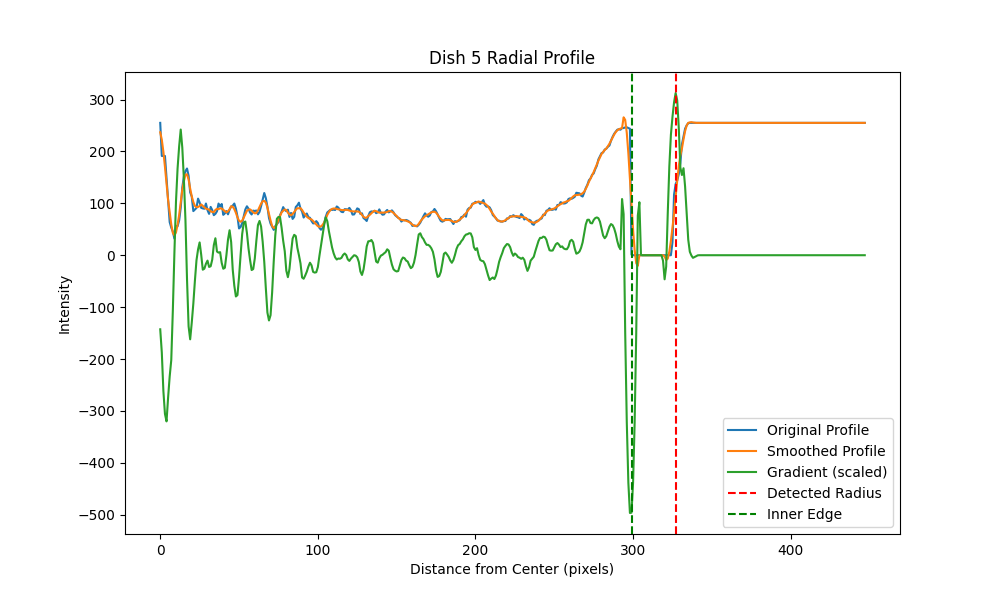 Dish 5 Radial Profile
Intensity
300
200
100
0
−100
−200
−300
−400
−500
0 100 200 300 400
Distance from Center (pixels)
Original Profile
Smoothed Profile
Gradient (scaled)
Detected Radius
Inner Edge